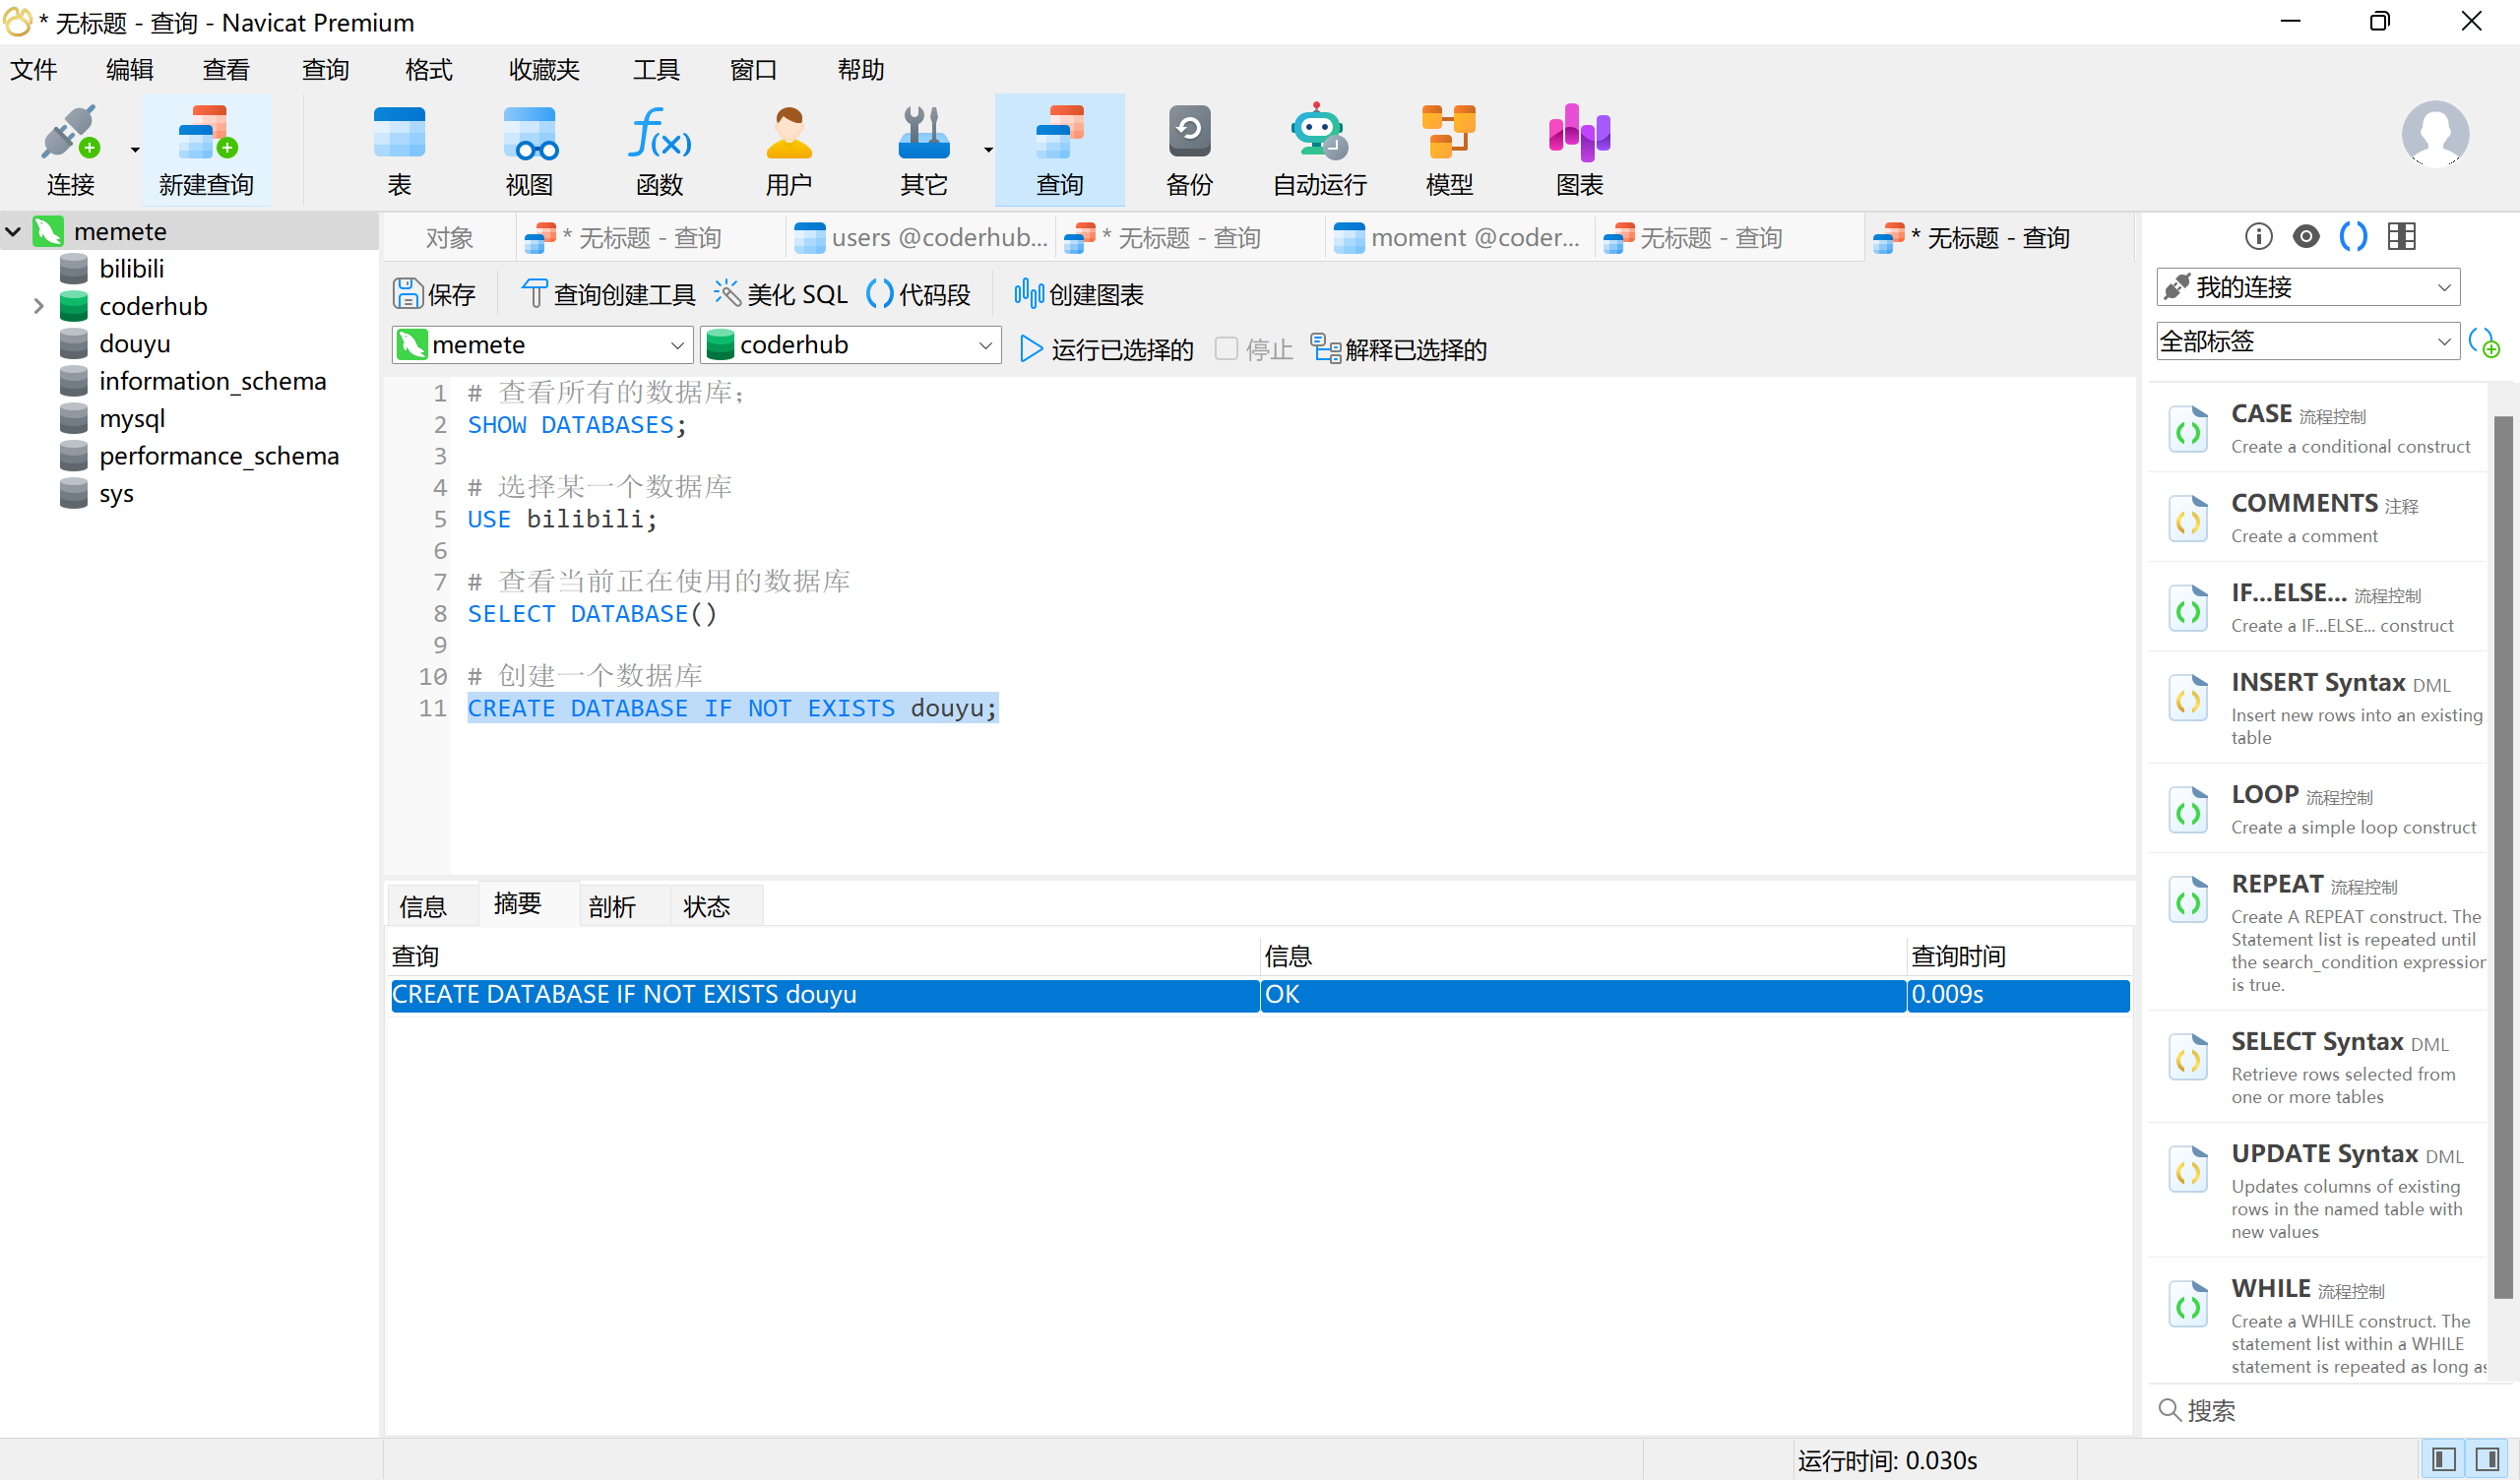 * 无标题 - 查询 - Navicat Premium
文件 编辑 查看 查询 格式 收藏夹 工具 窗口 帮助
连接 新建查询 表 视图 函数 用户 其它 查询 备份 自动运行 模型 图表
memete
bilibili
coderhub
douyu
information_schema
mysql
performance_schema
sys
对象 * 无标题 - 查询 users @coderhub... * 无标题 - 查询 moment @coder... 无标题 - 查询 * 无标题 - 查询
保存 查询创建工具 美化 SQL 代码段 创建图表
memete coderhub 运行已选择的 停止 解释已选择的
1 # 查看所有的数据库;
2 SHOW DATABASES;
3
4 # 选择某一个数据库
5 USE bilibili;
6
7 # 查看当前正在使用的数据库
8 SELECT DATABASE()
9
10 # 创建一个数据库
11 CREATE DATABASE IF NOT EXISTS douyu;
信息 摘要 剖析 状态
查询 信息 查询时间
CREATE DATABASE IF NOT EXISTS douyu OK 0.009s
我的连接
全部标签
CASE 流程控制
Create a conditional construct
COMMENTS 注释
Create a comment
IF...ELSE... 流程控制
Create a IF...ELSE... construct
INSERT Syntax DML
Insert new rows into an existing
table
LOOP 流程控制
Create a simple loop construct
REPEAT 流程控制
Create A REPEAT construct. The
Statement list is repeated until
the search_condition expression
is true.
SELECT Syntax DML
Retrieve rows selected from
one or more tables
UPDATE Syntax DML
Updates columns of existing
rows in the named table with
new values
WHILE 流程控制
Create a WHILE construct. The
statement list within a WHILE
statement is repeated as long as
搜索
运行时间: 0.030s